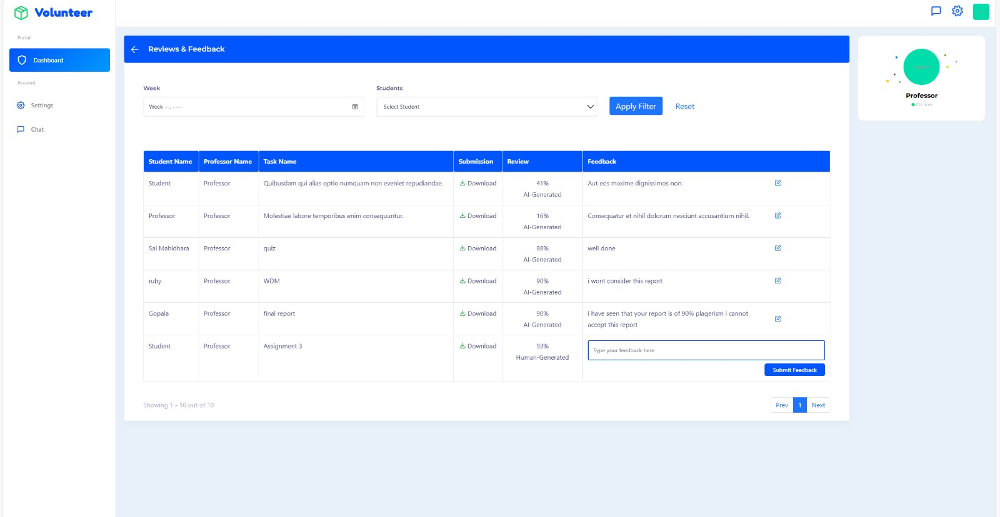 Volunteer
Portal
Dashboard
Account
Settings
Chat
Reviews & Feedback
Week
Students
Week --, ----
Select Student
Apply Filter
Reset
Professor
Online
Student Name Professor Name Task Name Submission Review Feedback
Student Professor Quibusdam qui alias optio numquam non eveniet repudiandae. Download 41% Aut eos maxime dignissimos non.
AI-Generated
Professor Professor Molestiae labore temporibus enim consequuntur. Download 16% Consequatur et nihil dolorum nesciunt accusantium nihil.
AI-Generated
Sai Mahidhara Professor quiz Download 88% well done
AI-Generated
ruby Professor WDM Download 90% i wont consider this report
AI-Generated
Gopala Professor final report Download 90% i have seen that your report is of 90% plagerism i cannot
AI-Generated accept this report
Student Professor Assignment 3 Download 93% Type your feedback here
Human-Generated
Submit Feedback
Showing 1 - 10 out of 10
Prev 1 Next